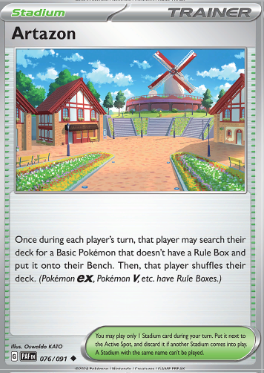 Stadium TRAINER
Artazon
Once during each player's turn, that player may search their
deck for a Basic Pokémon that doesn't have a Rule Box and
put it onto their Bench. Then, that player shuffles their
deck. (Pokémon ex, Pokémon V, etc. have Rule Boxes.)
Illus. Oswaldo KATO
PAF EN 076/091
You may play only 1 Stadium card during your turn. Put it next to
the Active Spot, and discard it if another Stadium comes into play.
A Stadium with the same name can't be played.